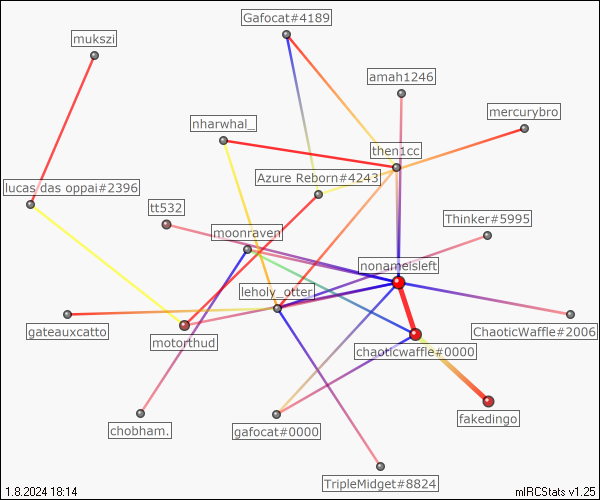 Gafocat#4189
mukszi
amah1246
mercurybro
nharwhal_
then1cc
Azure Reborn#4243
lucas das oppai#2396
tt532
Thinker#5995
moonraven
nonameisleft
leholy_otter
gateauxcatto
motorthud
ChaoticWaffle#2006
chaoticwaffle#0000
fakedingo
chobham.
gafocat#0000
TripleMidget#8824
1.8.2024 18:14
mIRCStats v1.25